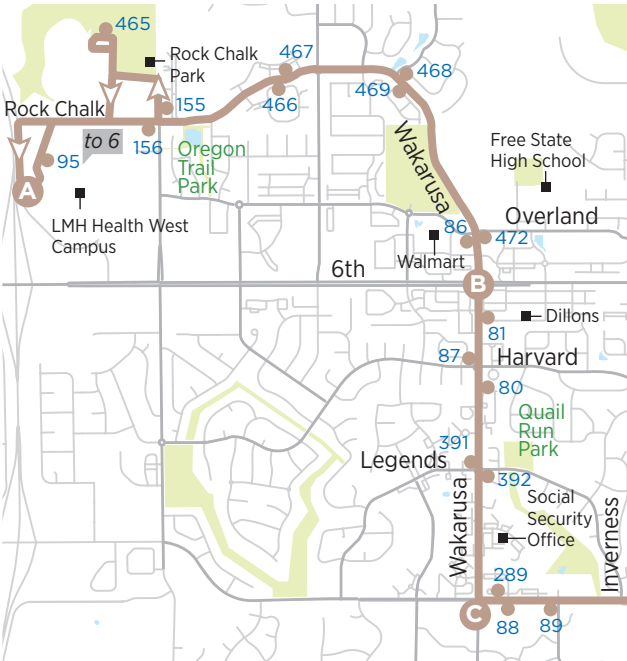 465
Rock Chalk
Park
467
468
466
469
Rock Chalk
155
to 6
156
Oregon
Trail
Park
95
A
LMH Health West
Campus
Wakarusa
Free State
High School
Overland
86
472
Walmart
6th
B
81
Dillons
87
Harvard
80
Quail
Run
Park
391
Legends
392
Wakarusa
Social
Security
Office
Inverness
289
C
88
89